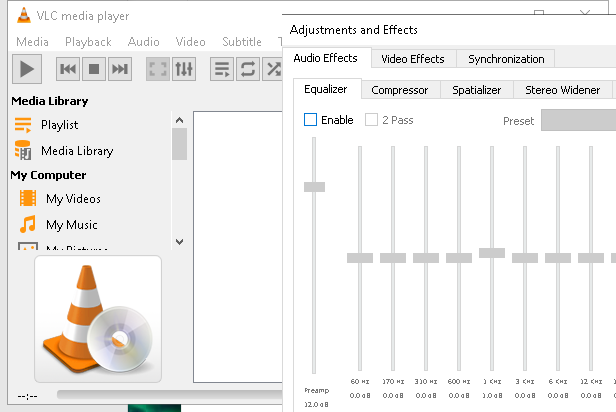 VLC media player
Media Playback Audio Video Subtitle T
Media Library
Playlist
Media Library
My Computer
My Videos
My Music
My Pictures
--:--
Adjustments and Effects
Audio Effects Video Effects Synchronization
Equalizer Compressor Spatializer Stereo Widener
Enable 2 Pass Preset
60 Hz 170 Hz 310 Hz 600 Hz 1 KHz 3 KHz 6 KHz 12 KHz
Preamp 0.0 dB 0.0 dB 0.0 dB 0.0 dB 0.0 dB 0.0 dB 0.0 dB 0.0 dB
12.0 dB